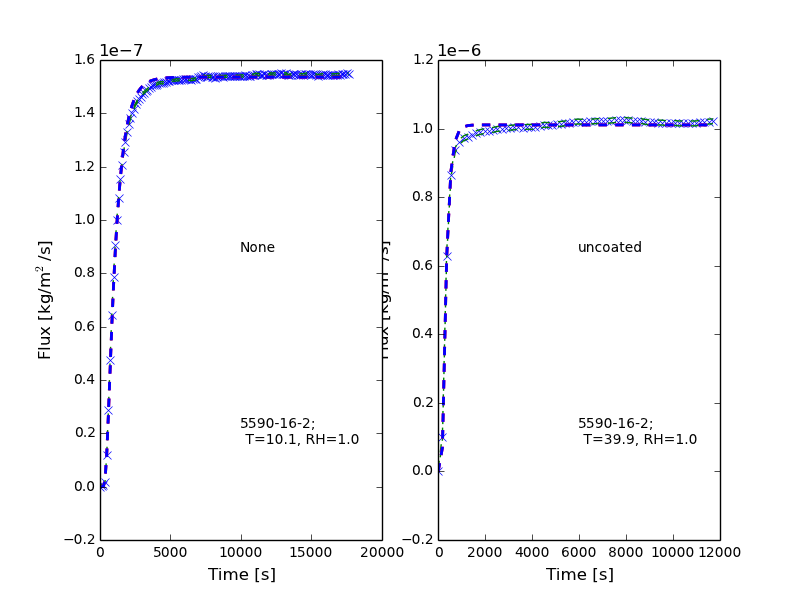 1e−7
1.6
1.4
1.2
1.0
0.8
0.6
0.4
0.2
0.0
−0.2
Flux [kg/m² /s]
None
5590-16-2;
T=10.1, RH=1.0
0 5000 10000 15000 20000
Time [s]
1e−6
1.2
1.0
0.8
0.6
0.4
0.2
0.0
−0.2
Flux [kg/m² /s]
uncoated
5590-16-2;
T=39.9, RH=1.0
0 2000 4000 6000 8000 10000 12000
Time [s]